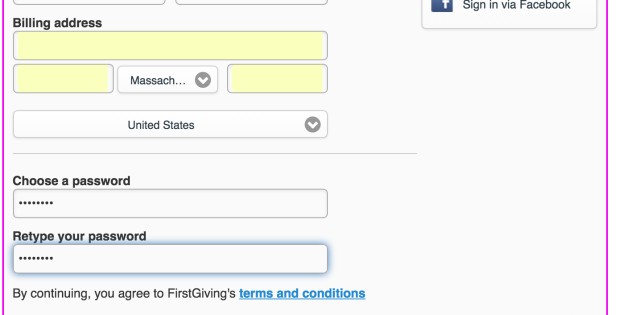 Sign in via Facebook
Billing address
Massach...
United States
Choose a password
••••••••
Retype your password
••••••••
By continuing, you agree to FirstGiving's terms and conditions